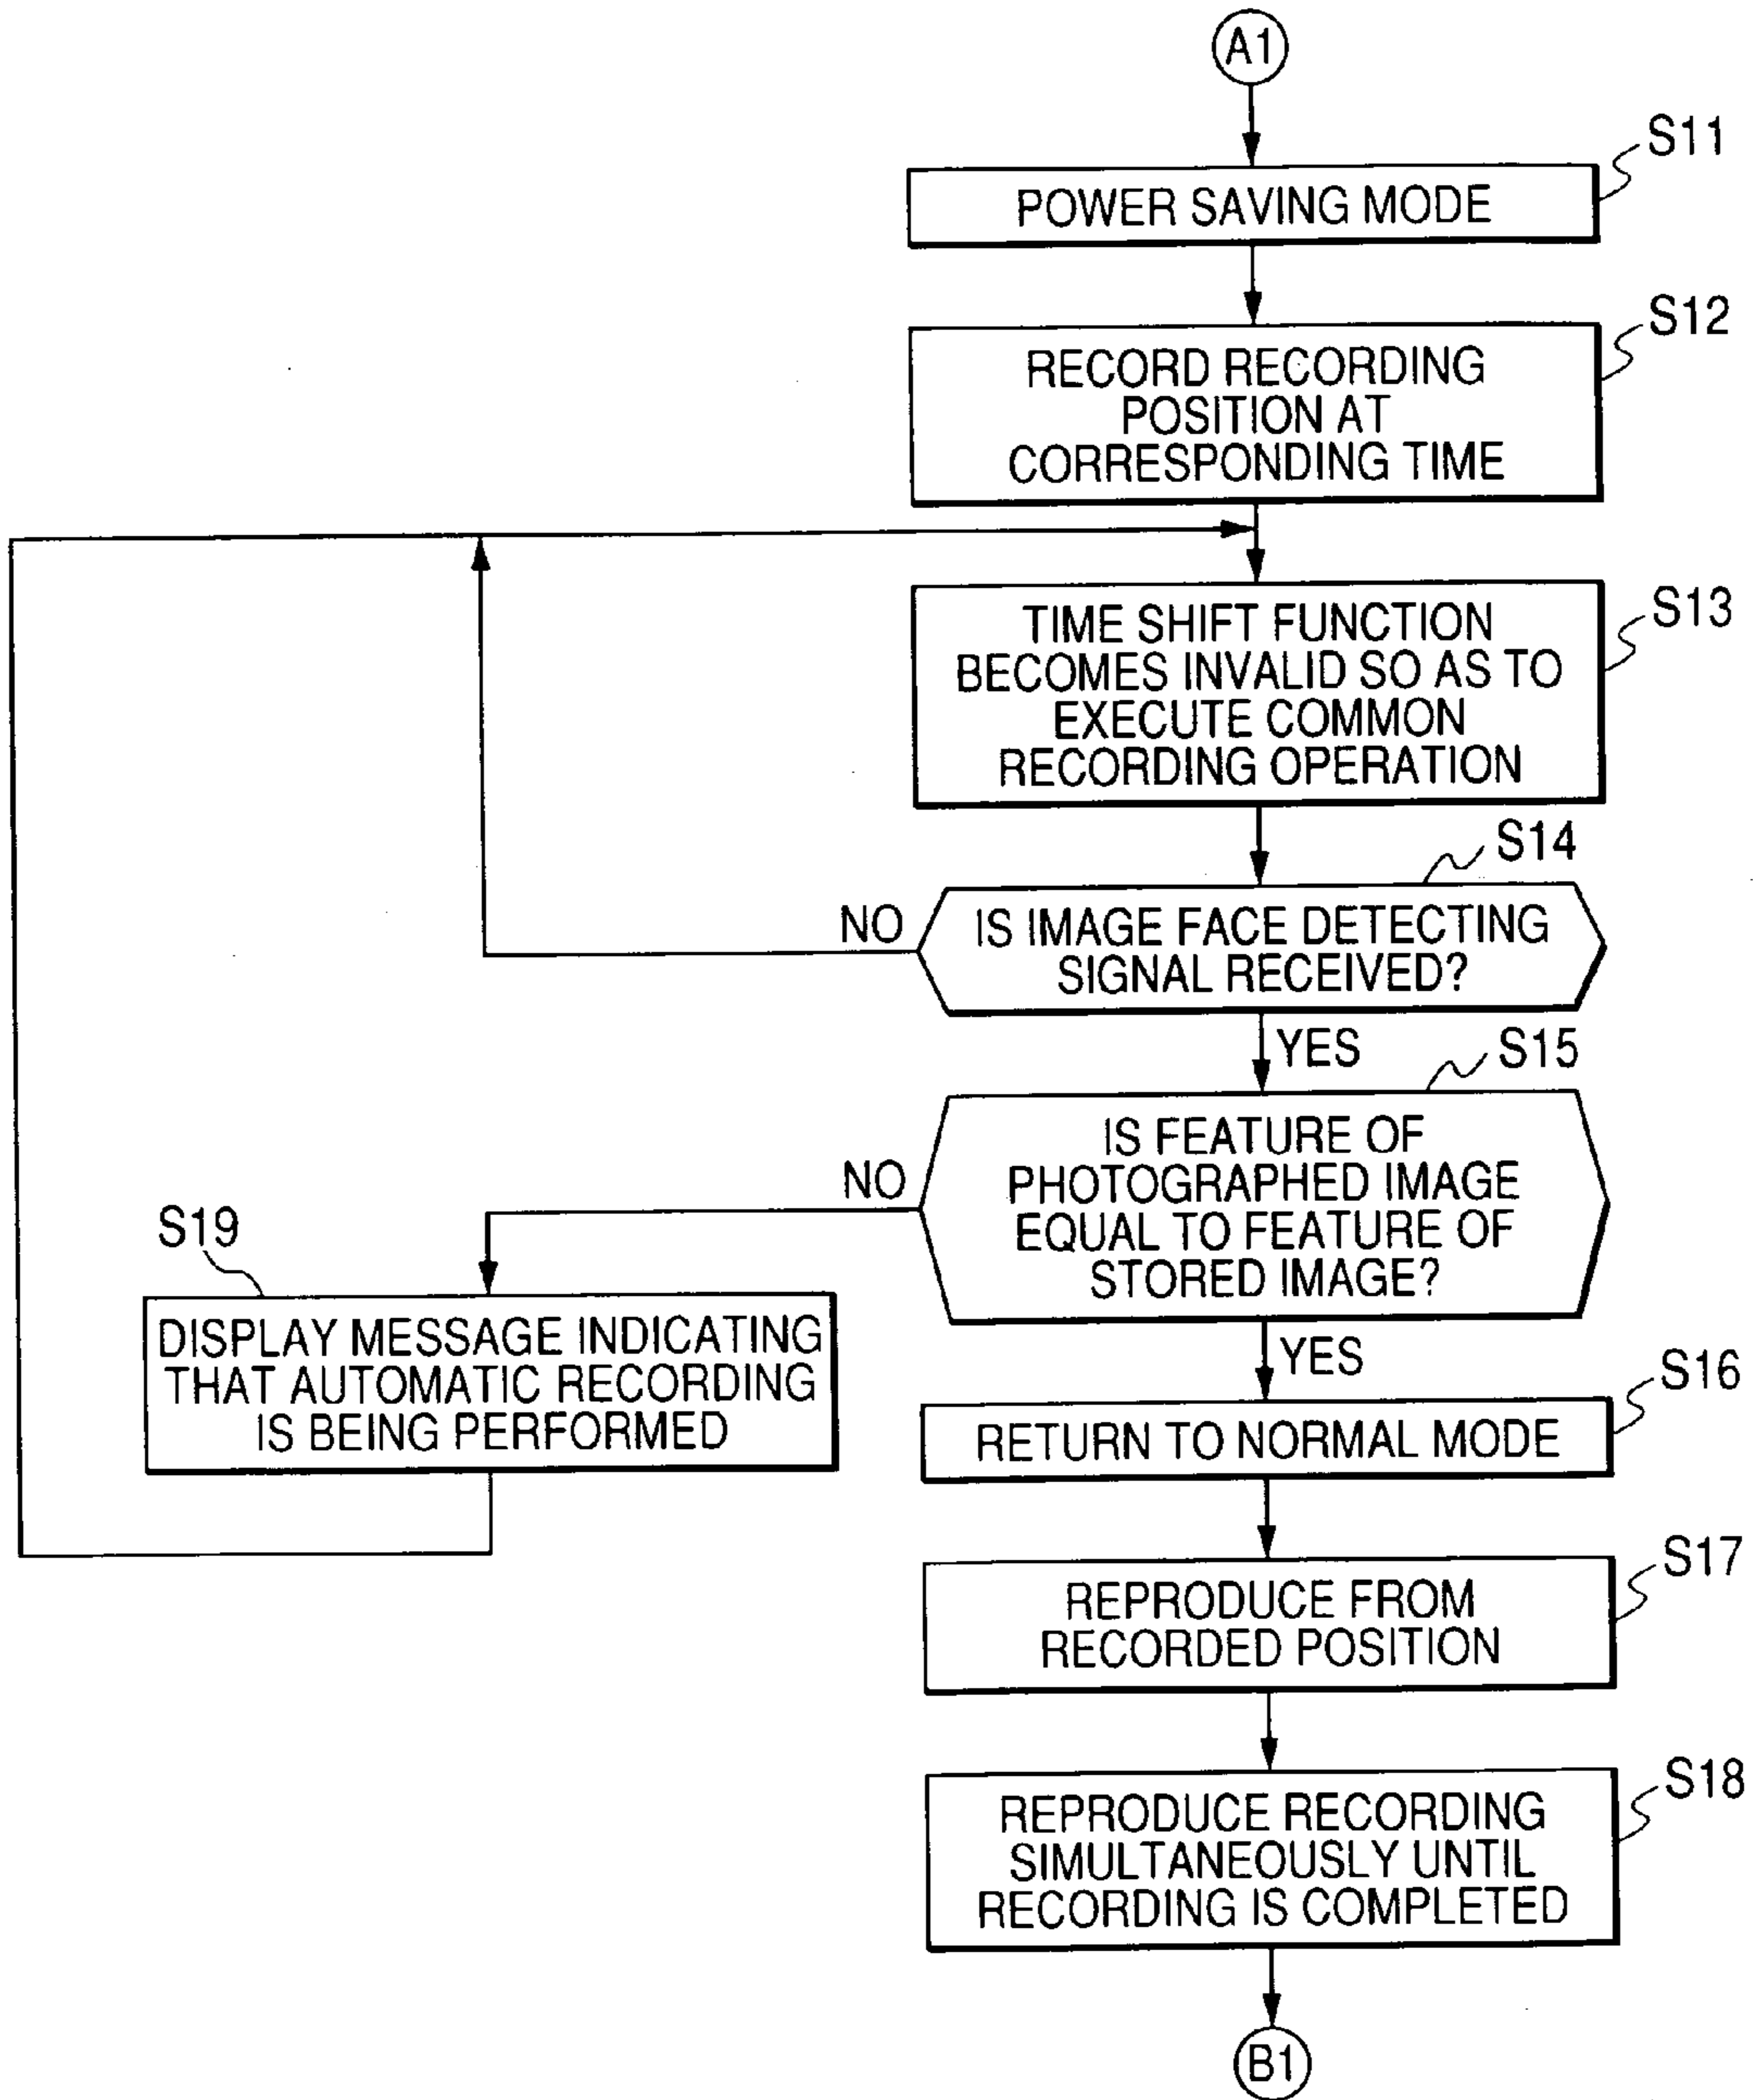 A1
S11
POWER SAVING MODE
S12
RECORD RECORDING
POSITION AT
CORRESPONDING TIME
S13
TIME SHIFT FUNCTION
BECOMES INVALID SO AS TO
EXECUTE COMMON
RECORDING OPERATION
S14
NO
IS IMAGE FACE DETECTING
SIGNAL RECEIVED?
YES
S15
NO
IS FEATURE OF
PHOTOGRAPHED IMAGE
EQUAL TO FEATURE OF
STORED IMAGE?
S19
DISPLAY MESSAGE INDICATING
THAT AUTOMATIC RECORDING
IS BEING PERFORMED
YES
S16
RETURN TO NORMAL MODE
S17
REPRODUCE FROM
RECORDED POSITION
S18
REPRODUCE RECORDING
SIMULTANEOUSLY UNTIL
RECORDING IS COMPLETED
B1